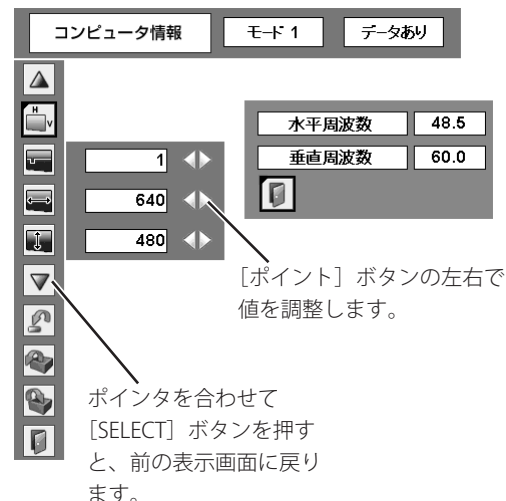 コンピュータ情報 モード 1 データあり
H
V
水平周波数 48.5
1
垂直周波数 60.0
640
480
［ポイント］ボタンの左右で
値を調整します。
ポインタを合わせて
［SELECT］ボタンを押す
と、前の表示画面に戻り
ます。